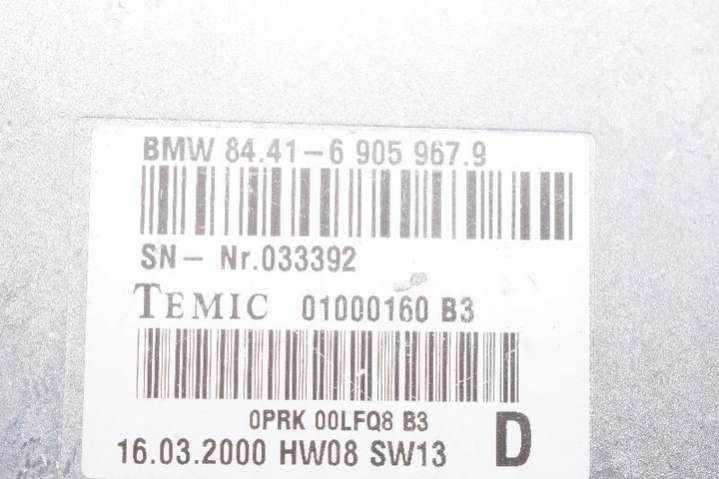 BMW 84.41-6 905 967.9
SN- Nr.033392
TEMIC 01000160 B3
0PRK 00LFQ8 B3
16.03.2000 HW08 SW13 D